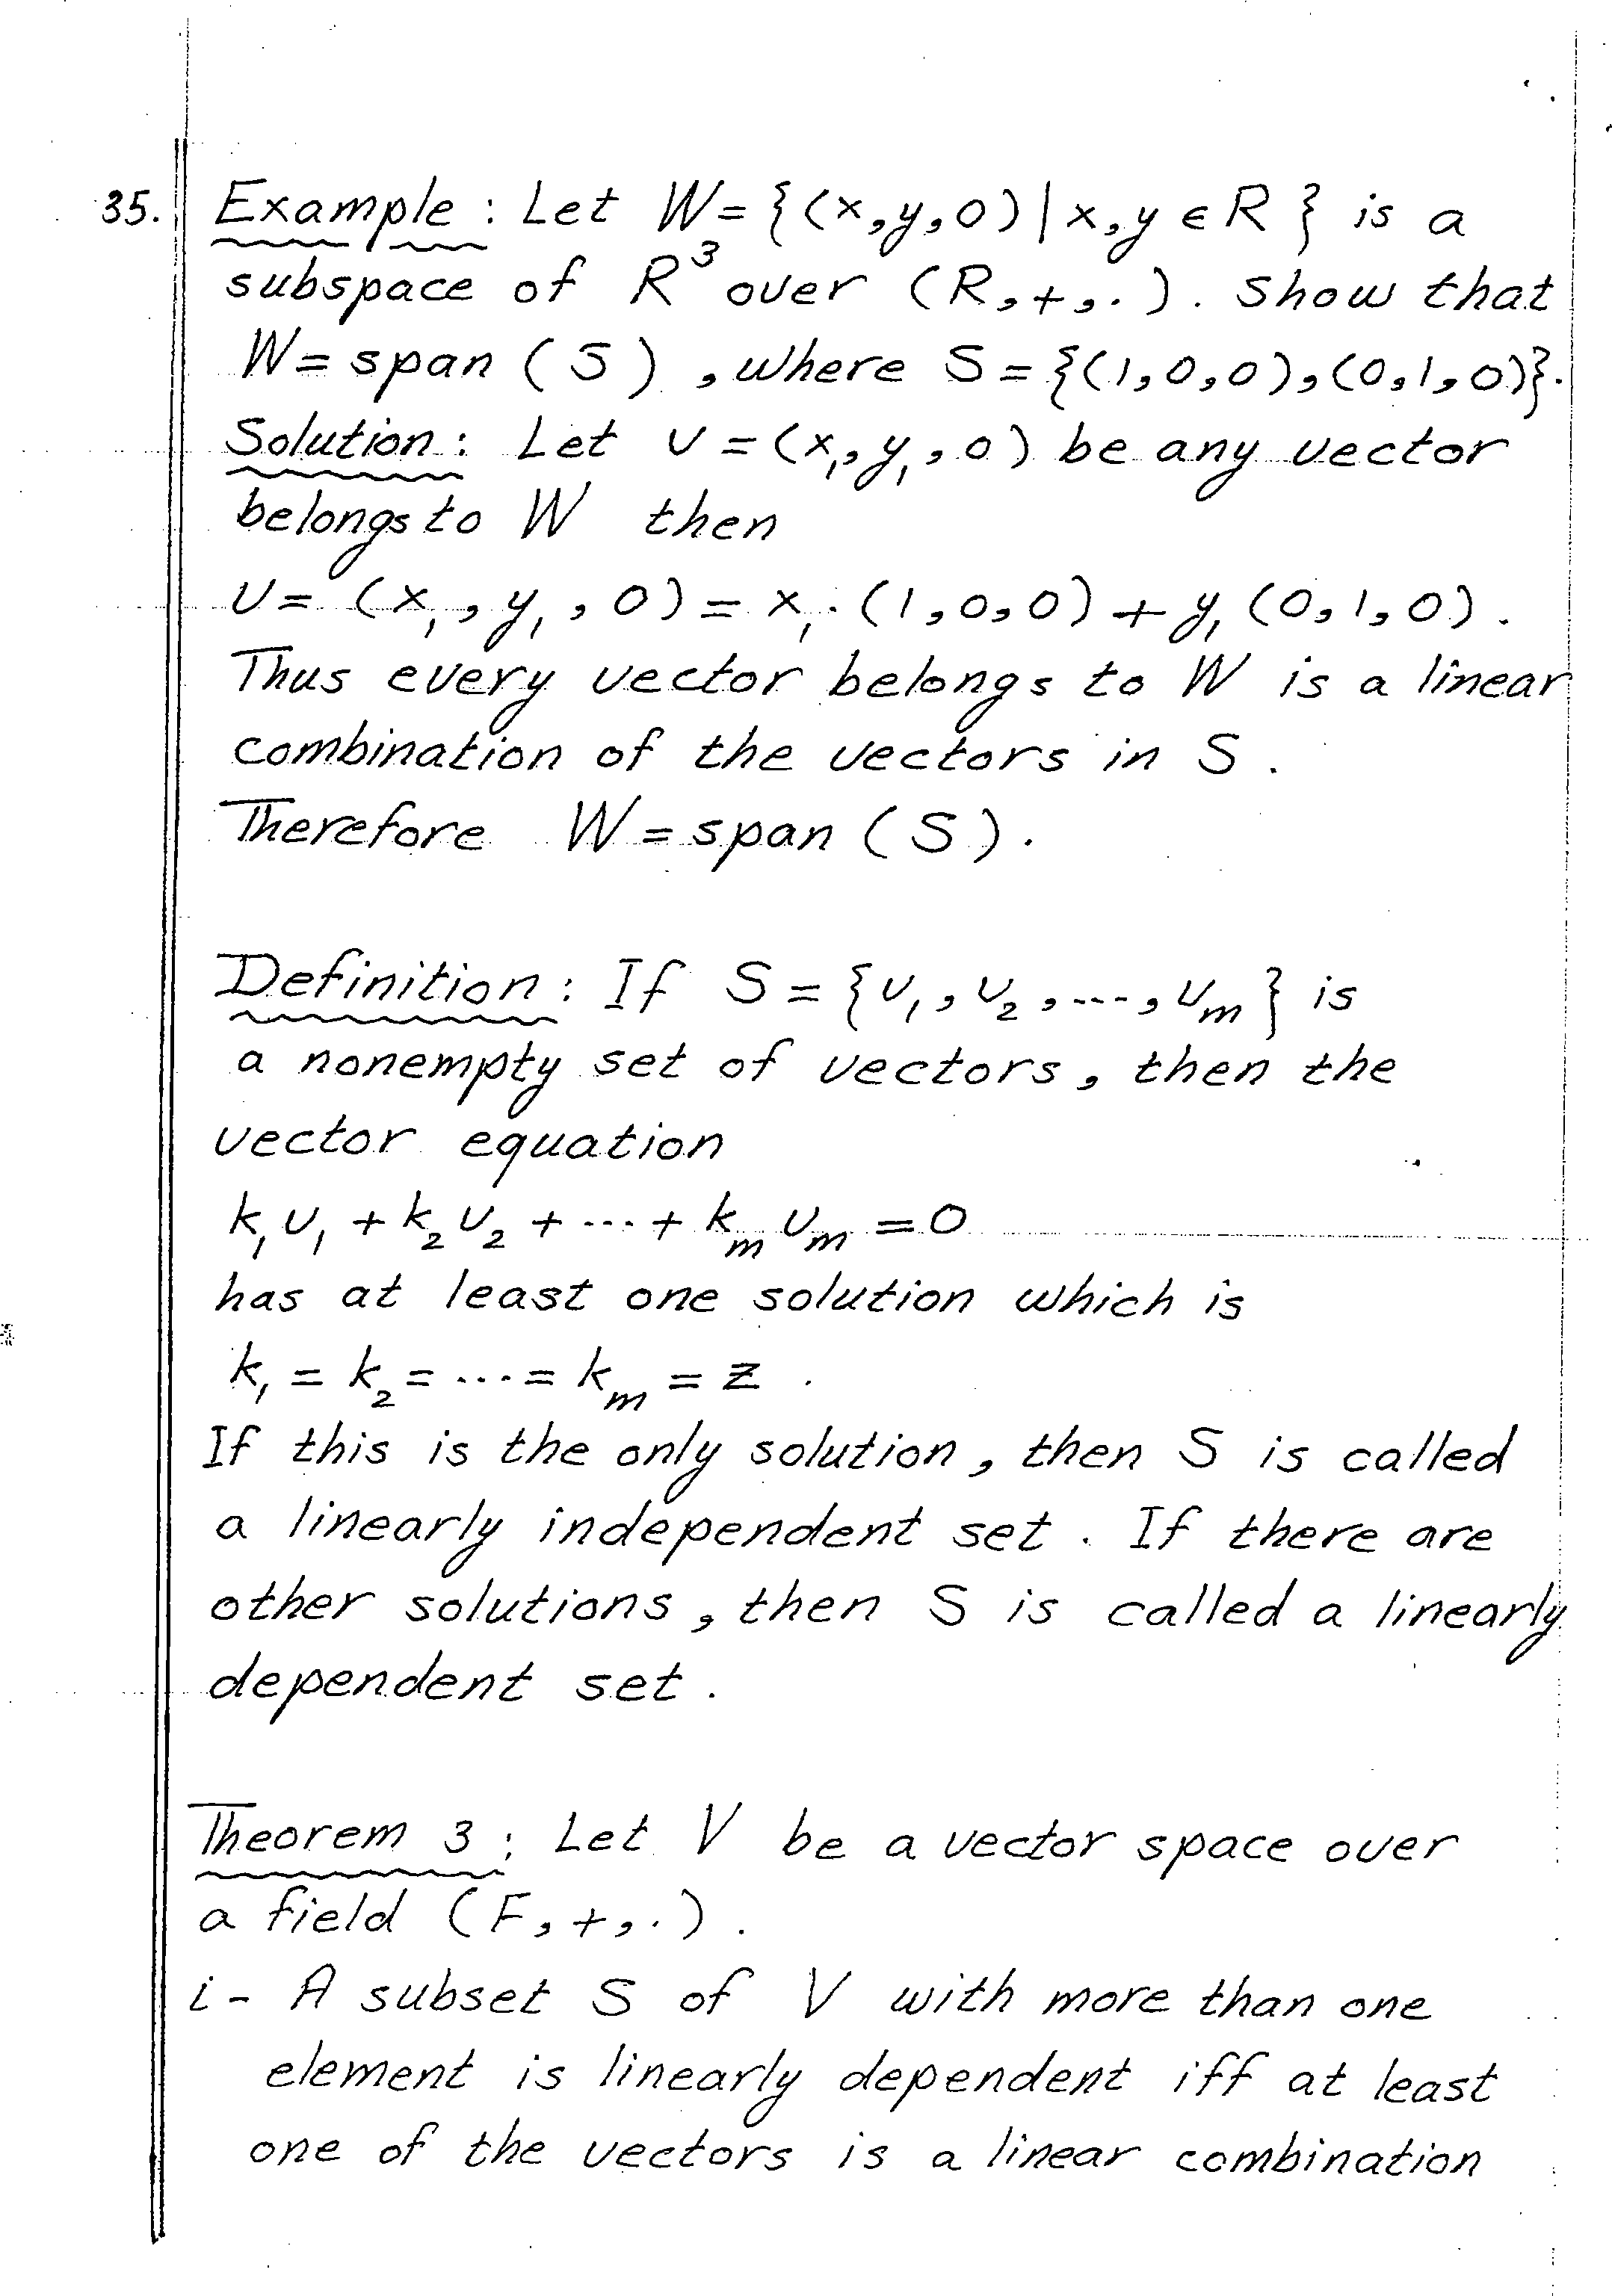 35. Example : Let W = {(x,y,0) | x,y ∈ R } is a
subspace of R³ over (R,+,.) . Show that
W = span (S) , where S = {(1,0,0),(0,1,0)}.
Solution : Let v = (x₁,y₁,0) be any vector
belongs to W then
v = (x₁,y₁,0) = x₁.(1,0,0) + y₁(0,1,0).
Thus every vector belongs to W is a linear
combination of the vectors in S .
Therefore W = span (S).
Definition : If S = {v₁,v₂,---,vₘ} is
a nonempty set of vectors, then the
vector equation
k₁v₁ + k₂v₂ + --- + kₘvₘ = 0
has at least one solution which is
k₁ = k₂ = --- = kₘ = z .
If this is the only solution, then S is called
a linearly independent set . If there are
other solutions, then S is called a linearly
dependent set .
Theorem 3 : Let V be a vector space over
a field (F,+,.) .
i - A subset S of V with more than one
element is linearly dependent iff at least
one of the vectors is a linear combination